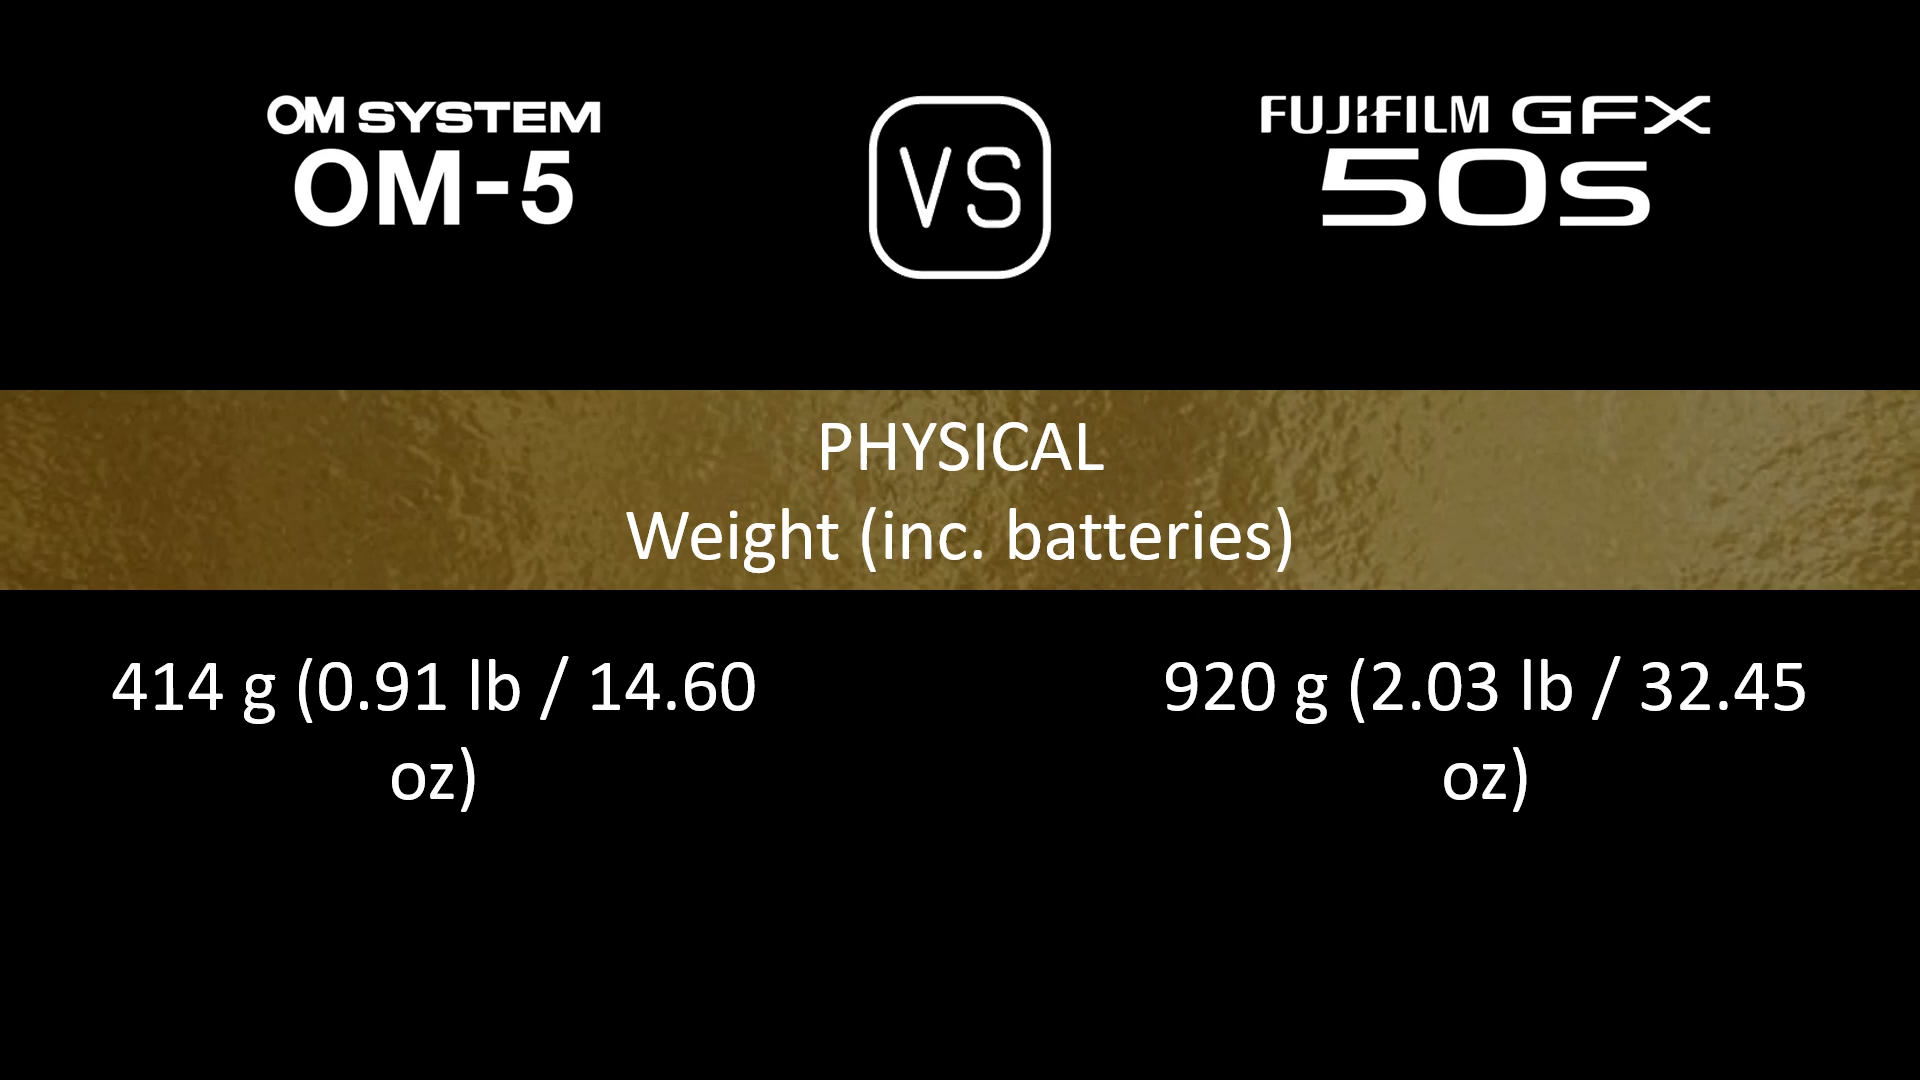 OM SYSTEM
OM-5
VS
FUJIFILM GFX
50S
PHYSICAL
Weight (inc. batteries)
414 g (0.91 lb / 14.60
oz)
920 g (2.03 lb / 32.45
oz)